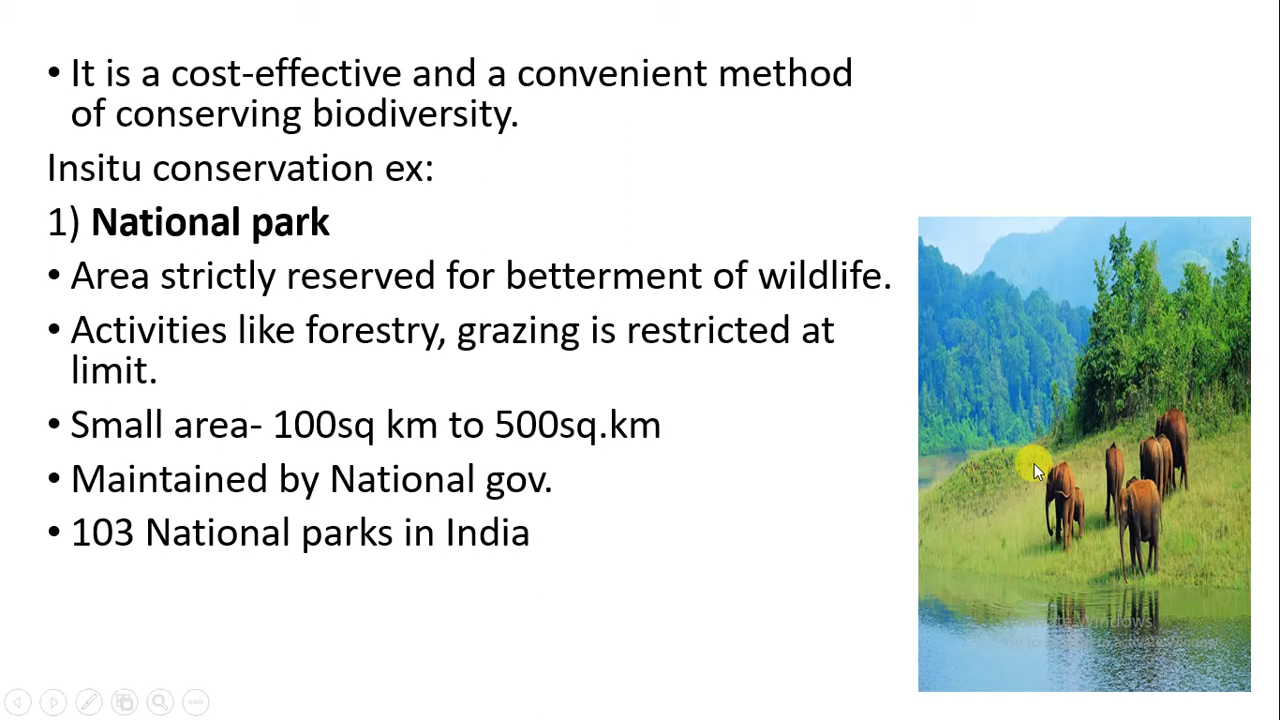 • It is a cost-effective and a convenient method
of conserving biodiversity.
Insitu conservation ex:
1) National park
• Area strictly reserved for betterment of wildlife.
• Activities like forestry, grazing is restricted at
limit.
• Small area- 100sq km to 500sq.km
• Maintained by National gov.
• 103 National parks in India